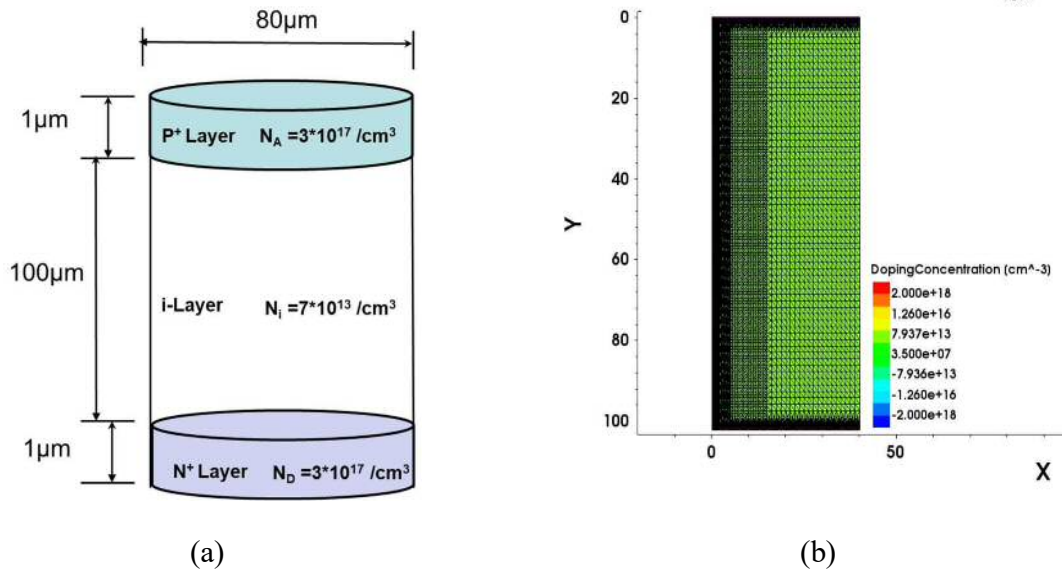 80μm
1μm
P⁺ Layer N_A =3*10¹⁷ /cm³
100μm
i-Layer N_i =7*10¹³ /cm³
1μm
N⁺ Layer N_D =3*10¹⁷ /cm³
(a)
0
20
40
60
80
100
Y
0
50
X
DopingConcentration (cm^-3)
2.000e+18
1.260e+16
7.937e+13
3.500e+07
-7.936e+13
-1.260e+16
-2.000e+18
(b)